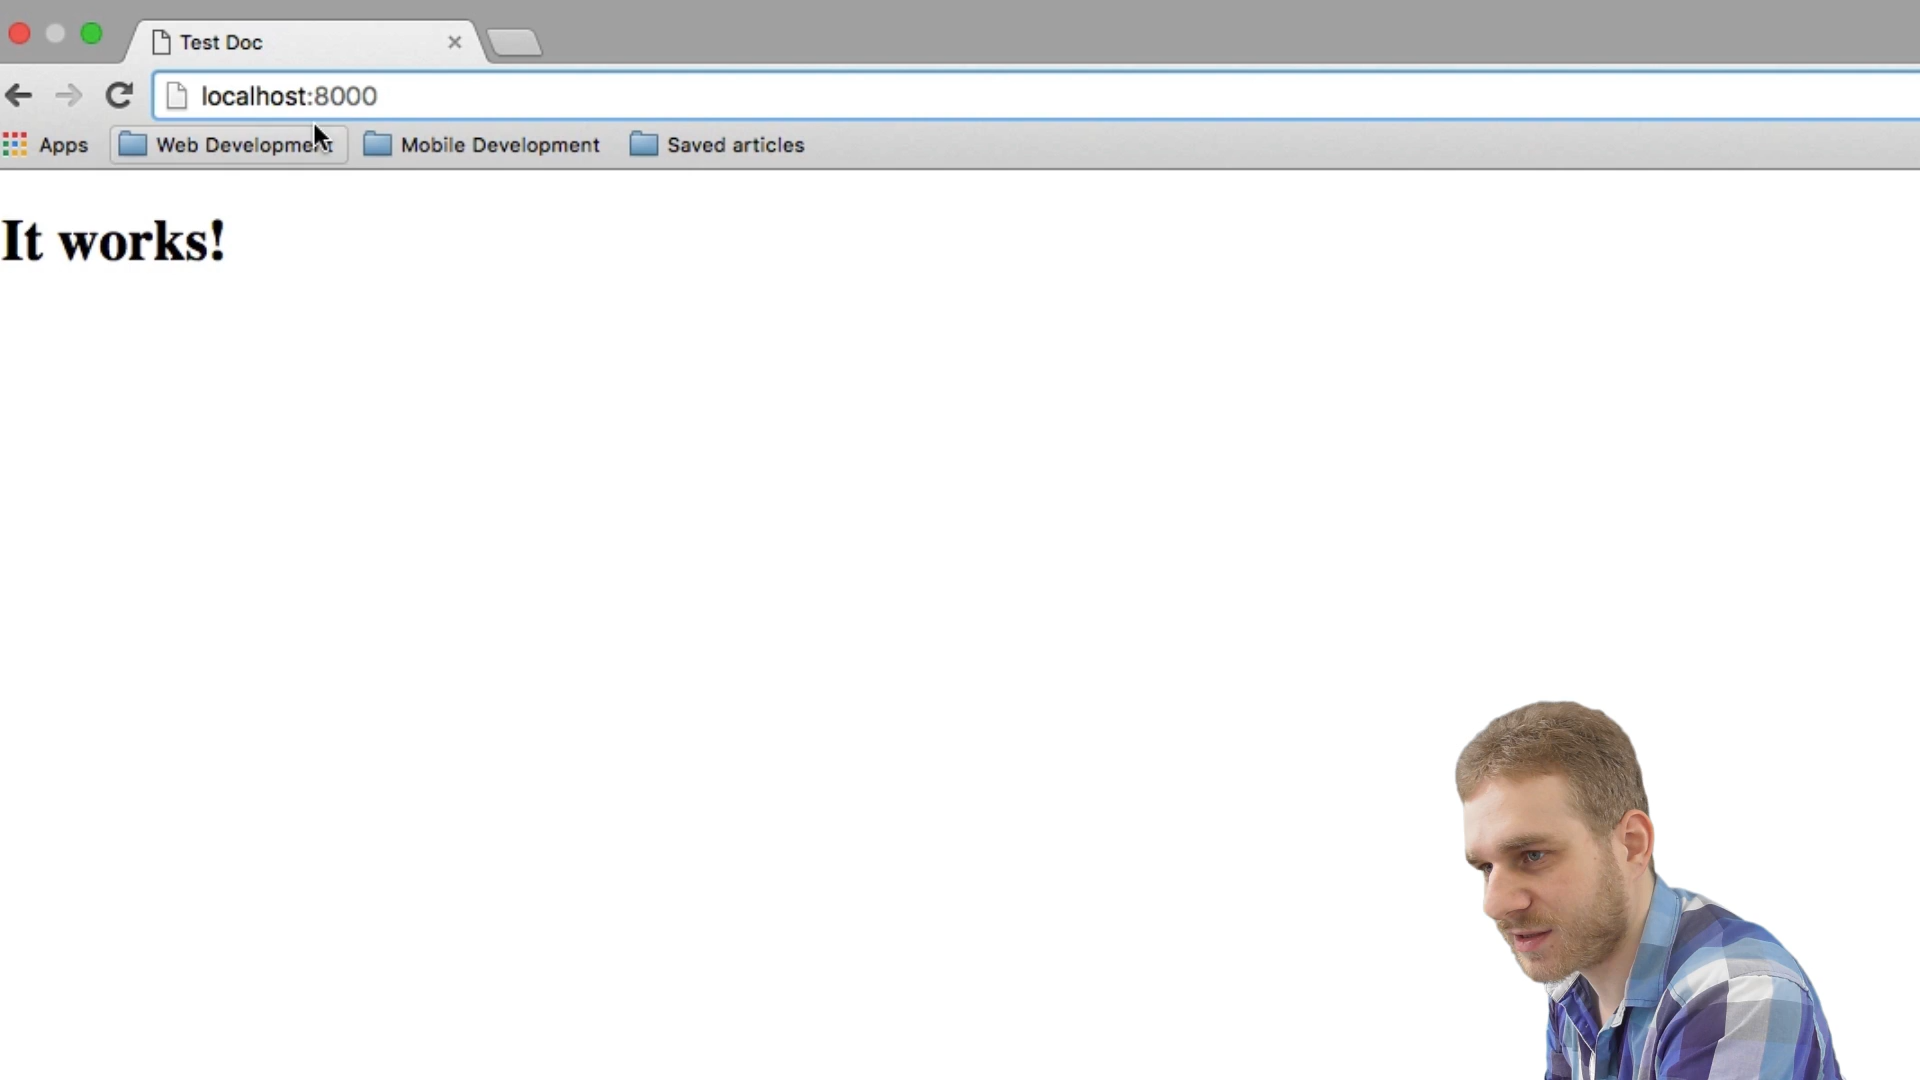 Test Doc
localhost:8000
Apps Web Development Mobile Development Saved articles
It works!